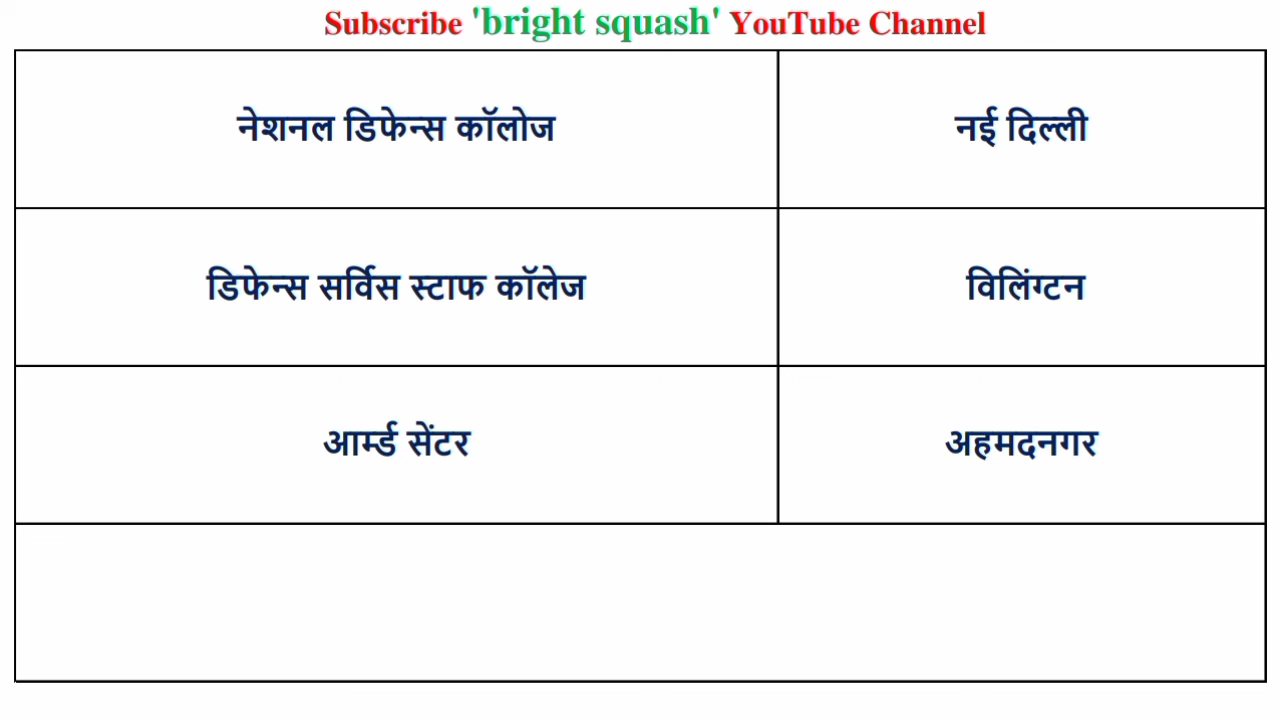 Subscribe 'bright squash' YouTube Channel
नेशनल डिफेन्स कॉलोज नई दिल्ली
डिफेन्स सर्विस स्टाफ कॉलेज विलिंग्टन
आर्म्ड सेंटर अहमदनगर